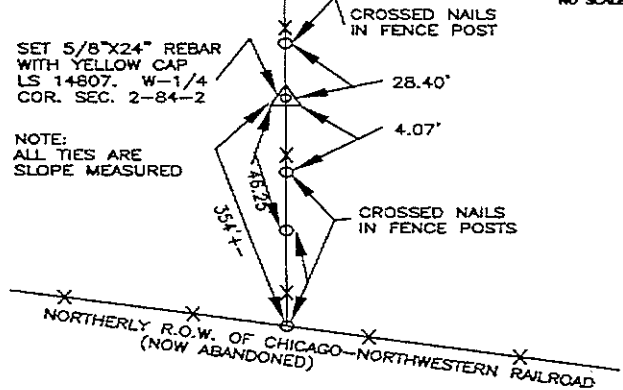 NO SCALE
CROSSED NAILS
IN FENCE POST
SET 5/8"X24" REBAR
WITH YELLOW CAP
LS 14807. W-1/4
COR. SEC. 2-84-2
28.40'
4.07'
NOTE:
ALL TIES ARE
SLOPE MEASURED
46.25
354'+-
CROSSED NAILS
IN FENCE POSTS
NORTHERLY R.O.W. OF CHICAGO-NORTHWESTERN RAILROAD
(NOW ABANDONED)